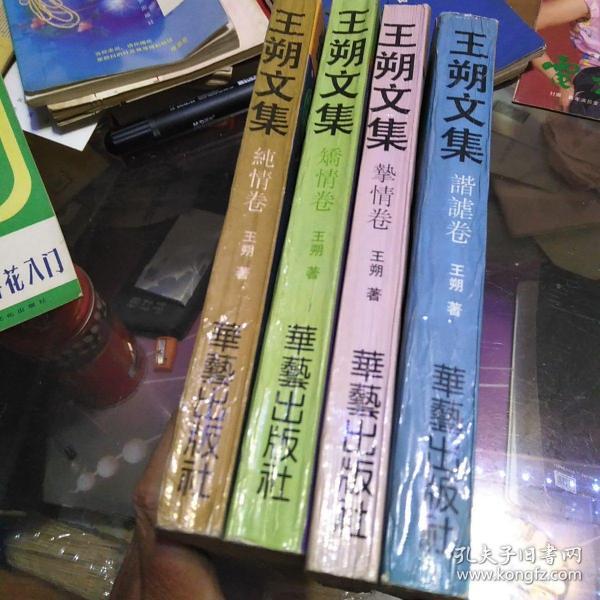 王朔文集
純情卷
王朔 著
華藝出版社
王朔文集
矯情卷
王朔 著
華藝出版社
王朔文集
摯情卷
王朔 著
華藝出版社
王朔文集
諧謔卷
王朔 著
華藝出版社
花入门
孔夫子旧书网
www.kongfz.com